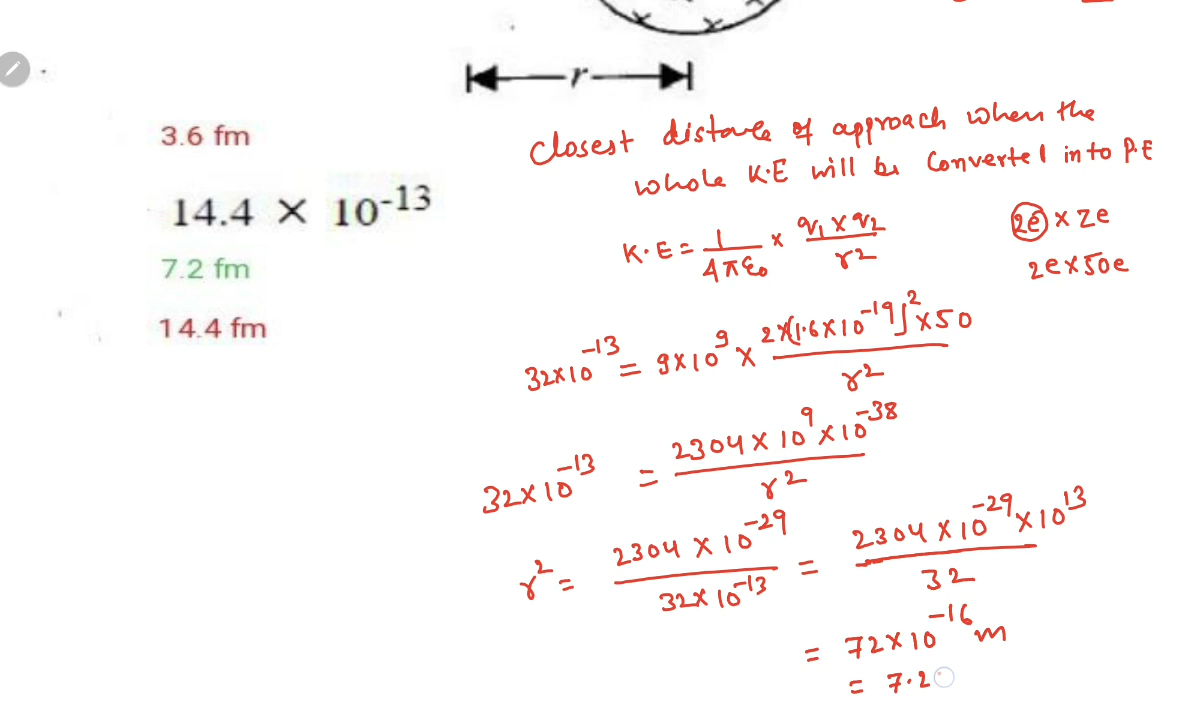 r
3.6 fm
14.4 × 10-13
7.2 fm
14.4 fm
closest distance of approach when the
whole K.E will be Converted into P.E
K.E = 1/4πε₀ × q₁ × q₂/r²
2e × ze
2e×50e
32×10⁻¹³ = 9×10⁹ × 2×(1.6×10⁻¹⁹)²×50/r²
32×10⁻¹³ = 2304 × 10⁹×10⁻³⁸/r²
r² = 2304 × 10⁻²⁹/32×10⁻¹³ = 2304 × 10⁻²⁹×10¹³/32
= 72×10⁻¹⁶ m
= 7.2